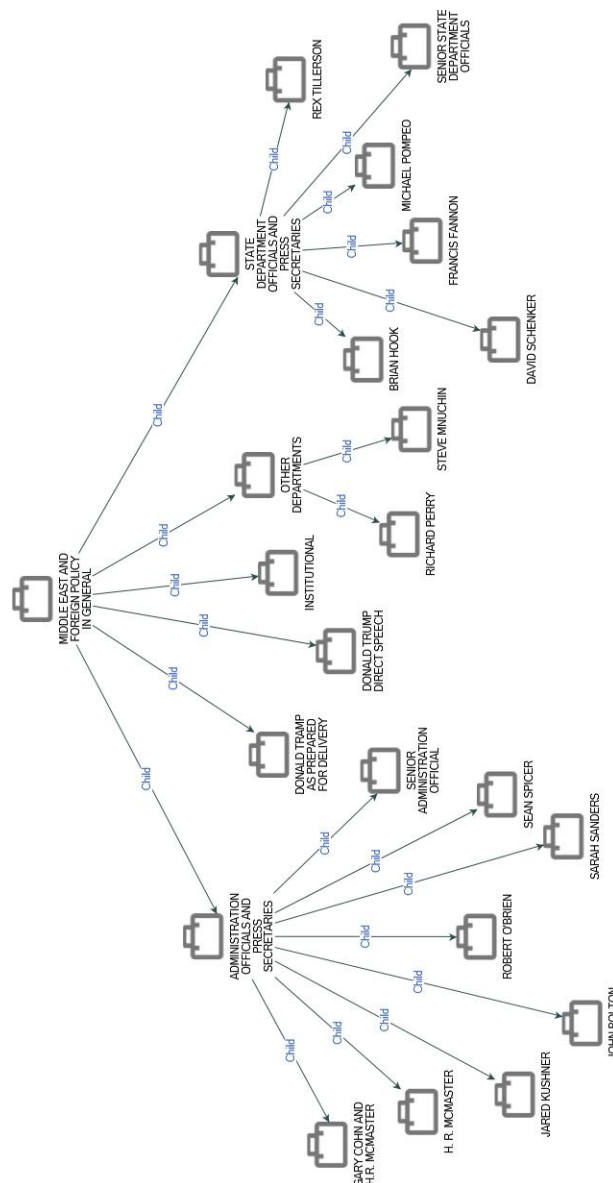 MIDDLE EAST AND
FOREIGN POLICY
IN GENERAL
Child
Child
Child
Child
Child
Child
ADMINISTRATION
OFFICIALS AND
PRESS
SECRETARIES
DONALD TRAMP
AS PREPARED
FOR DELIVERY
DONALD TRUMP
DIRECT SPEECH
INSTITUTIONAL
OTHER
DEPARTMENTS
STATE
DEPARTMENT
OFFICIALS AND
PRESS
SECRETARIES
Child
Child
Child
Child
Child
Child
Child
Child
GARY COHN AND
H.R. MCMASTER
H. R. MCMASTER
JARED KUSHNER
JOHN BOLTON
ROBERT O'BRIEN
SARAH SANDERS
SEAN SPICER
SENIOR
ADMINISTRATION
OFFICIAL
Child
Child
RICHARD PERRY
STEVE MNUCHIN
Child
Child
Child
Child
Child
Child
BRIAN HOOK
DAVID SCHENKER
FRANCIS FANNON
MICHAEL POMPEO
SENIOR STATE
DEPARTMENT
OFFICIALS
REX TILLERSON